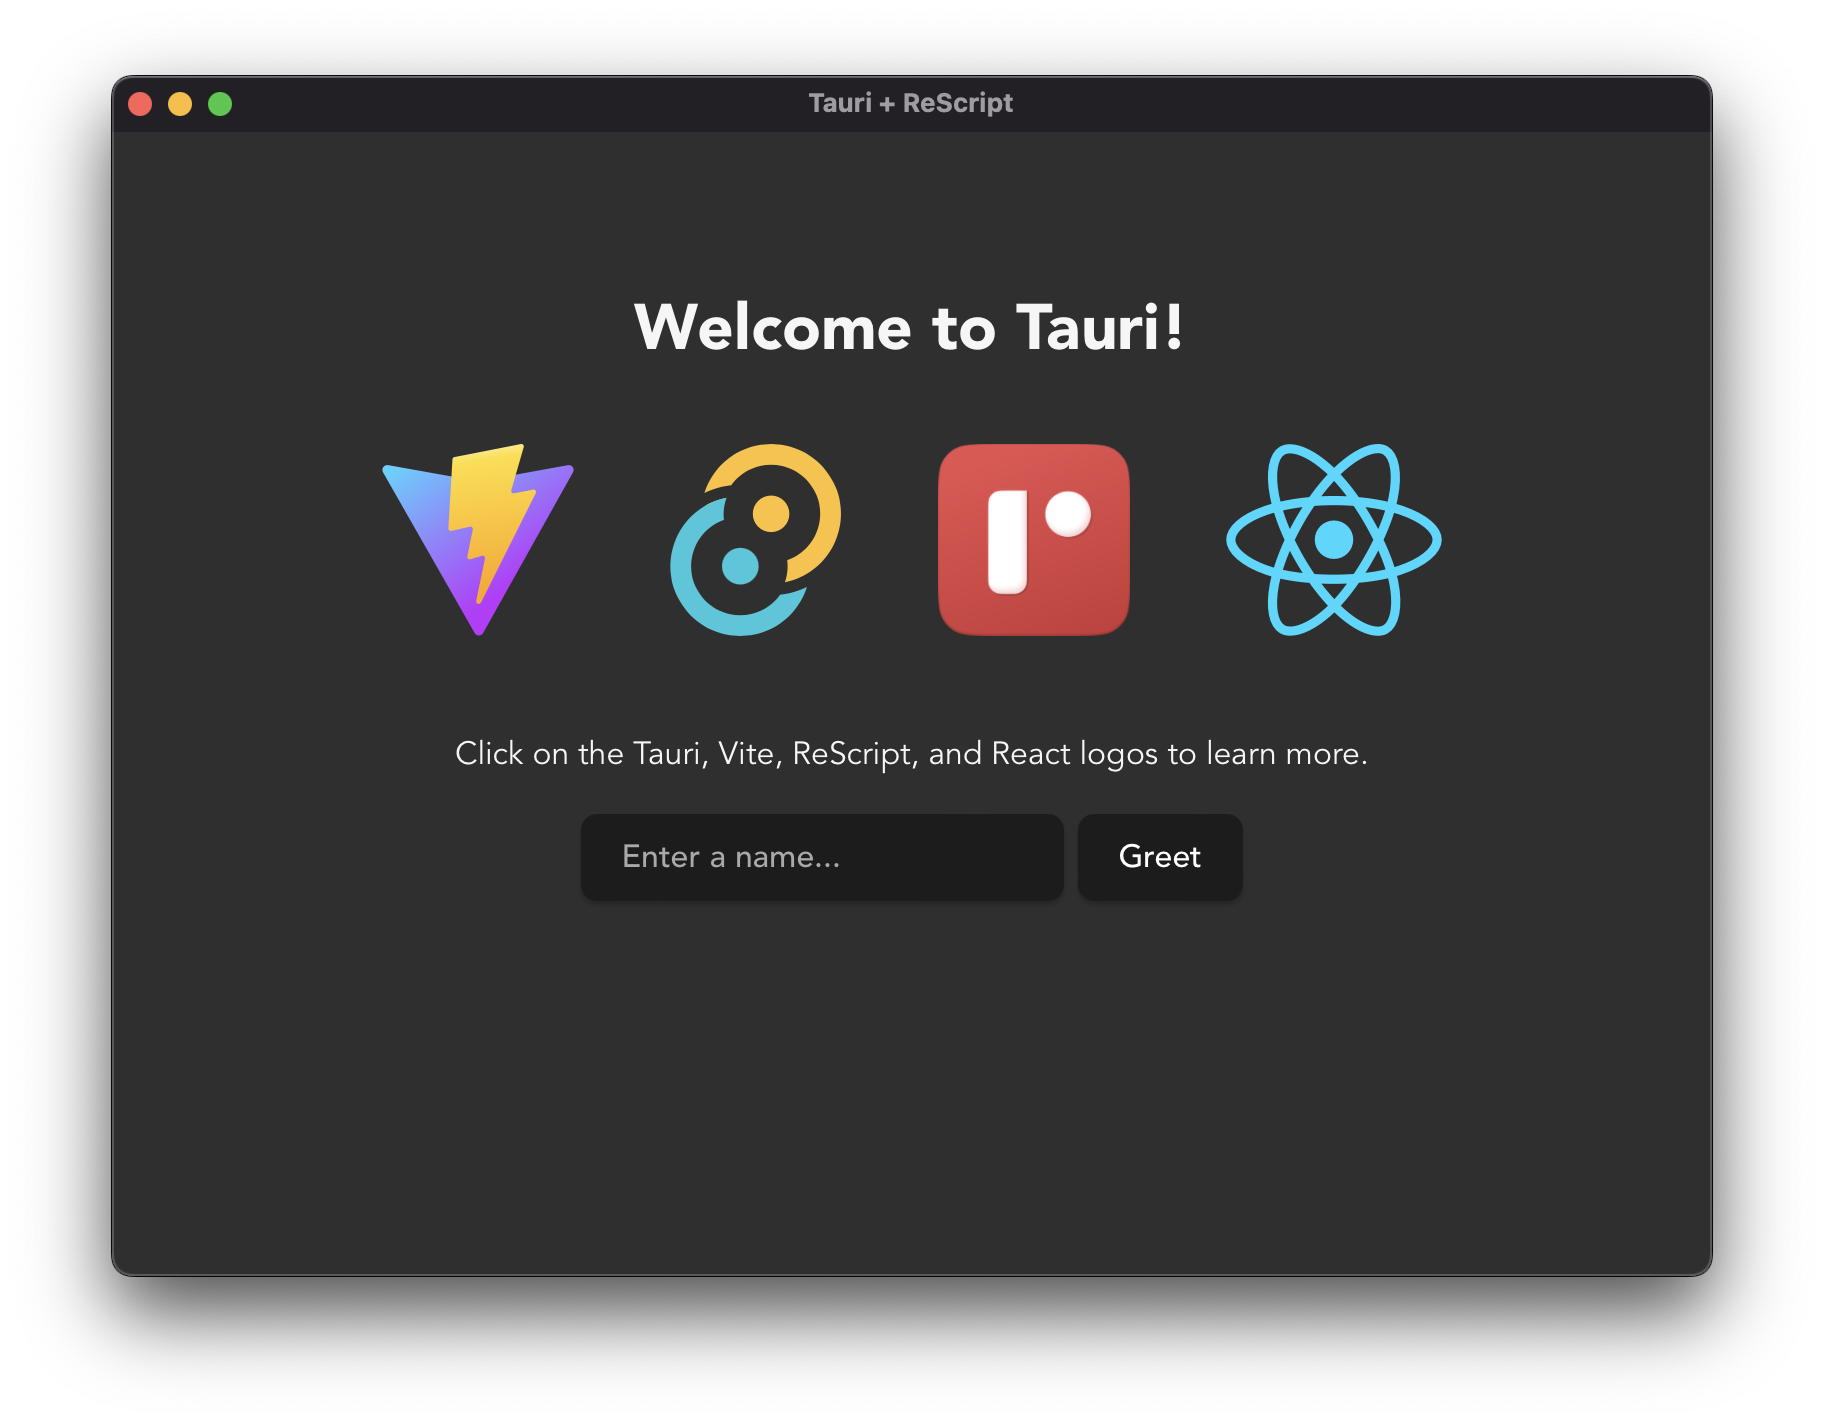 Tauri + ReScript
Welcome to Tauri!
r
Click on the Tauri, Vite, ReScript, and React logos to learn more.
Enter a name...
Greet